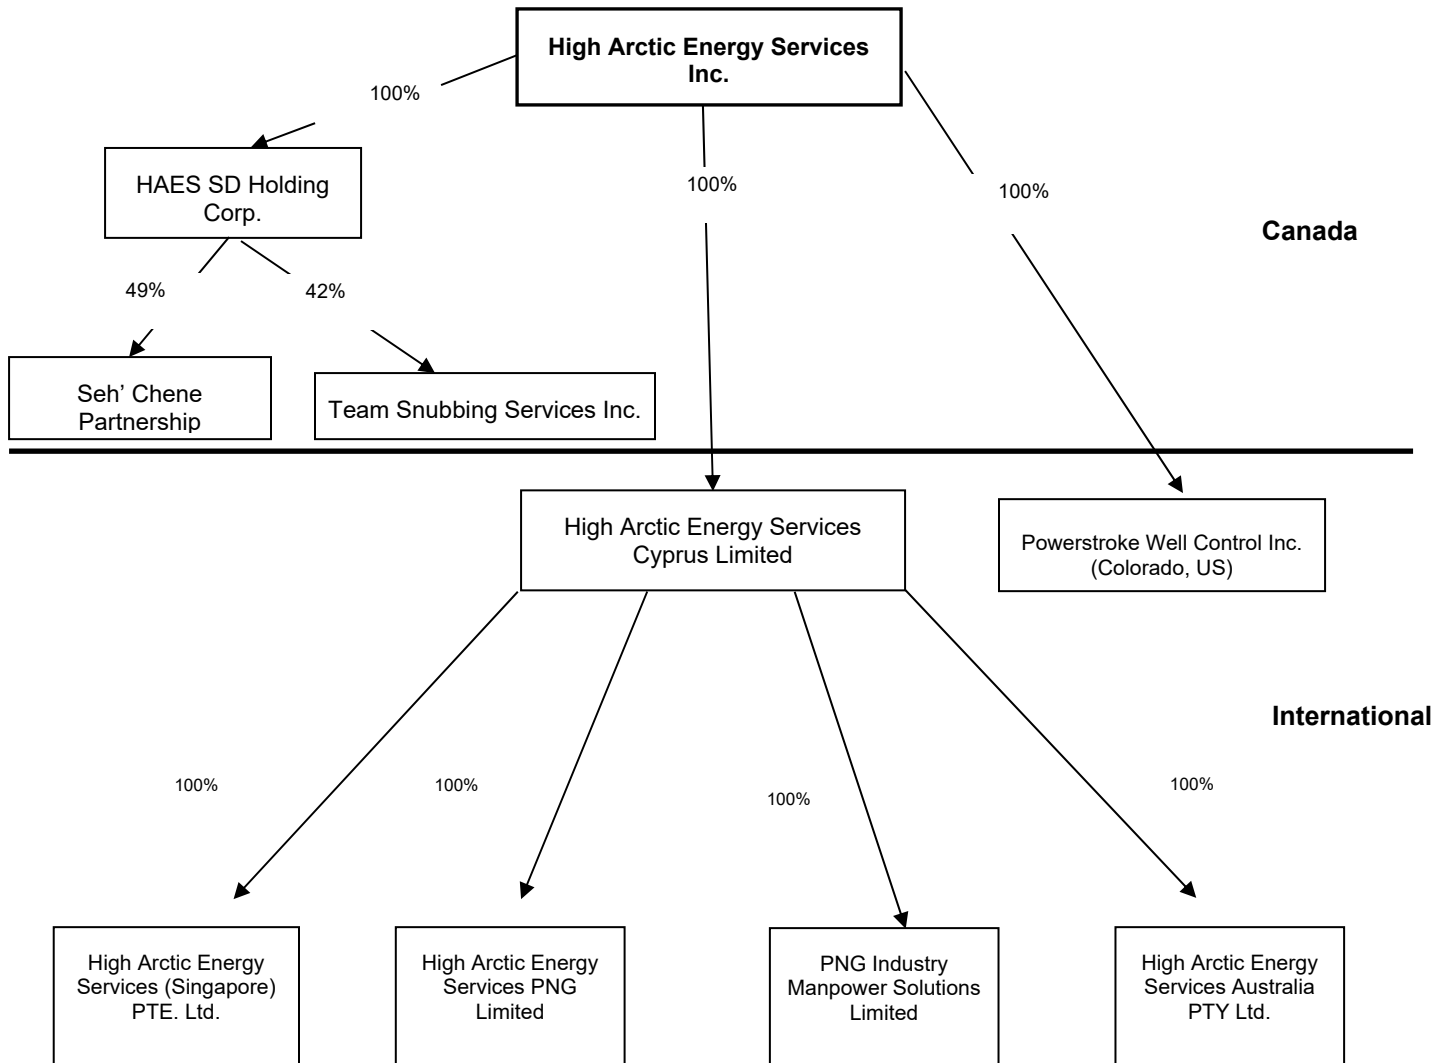 High Arctic Energy Services
Inc.
100%
HAES SD Holding
Corp.
100%
100%
Canada
49%
42%
Seh’ Chene
Partnership
Team Snubbing Services Inc.
High Arctic Energy Services
Cyprus Limited
Powerstroke Well Control Inc.
(Colorado, US)
International
100%
100%
100%
100%
High Arctic Energy
Services (Singapore)
PTE. Ltd.
High Arctic Energy
Services PNG
Limited
PNG Industry
Manpower Solutions
Limited
High Arctic Energy
Services Australia
PTY Ltd.